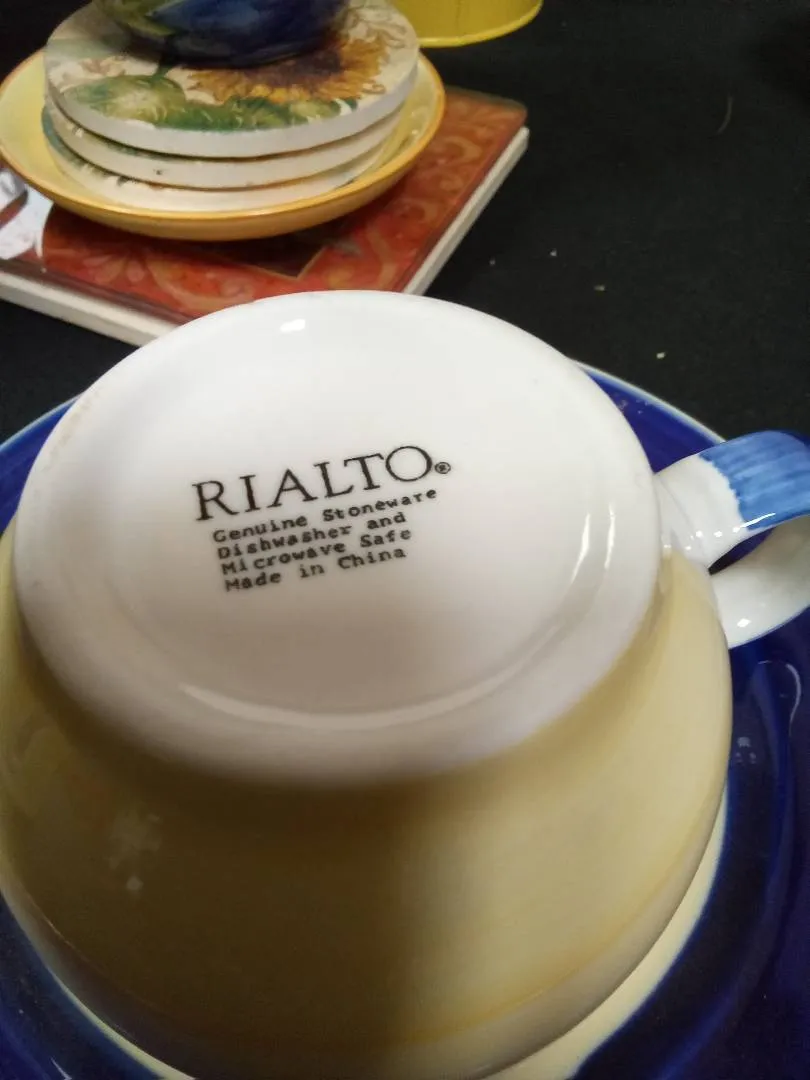 RIALTO®
Genuine Stoneware
Dishwasher and
Microwave Safe
Made in China